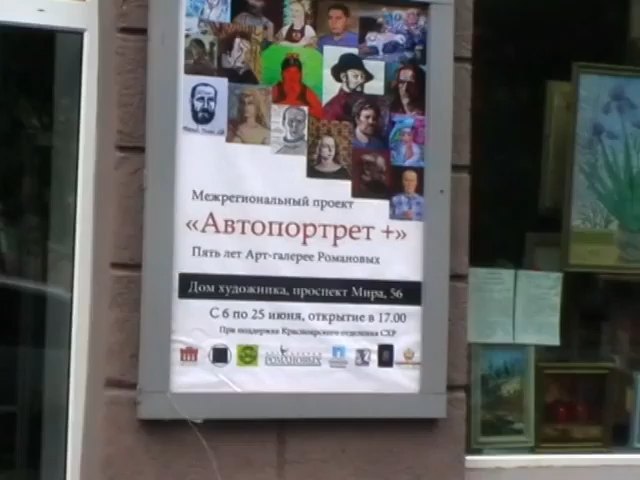 Межрегиональный проект
«Автопортрет +»
Пять лет Арт-галерее Романовых
Дом художника, проспект Мира, 56
С 6 по 25 июня, открытие в 17.00
При поддержке Красноярского отделения СХР
РОМАНОВЫХ